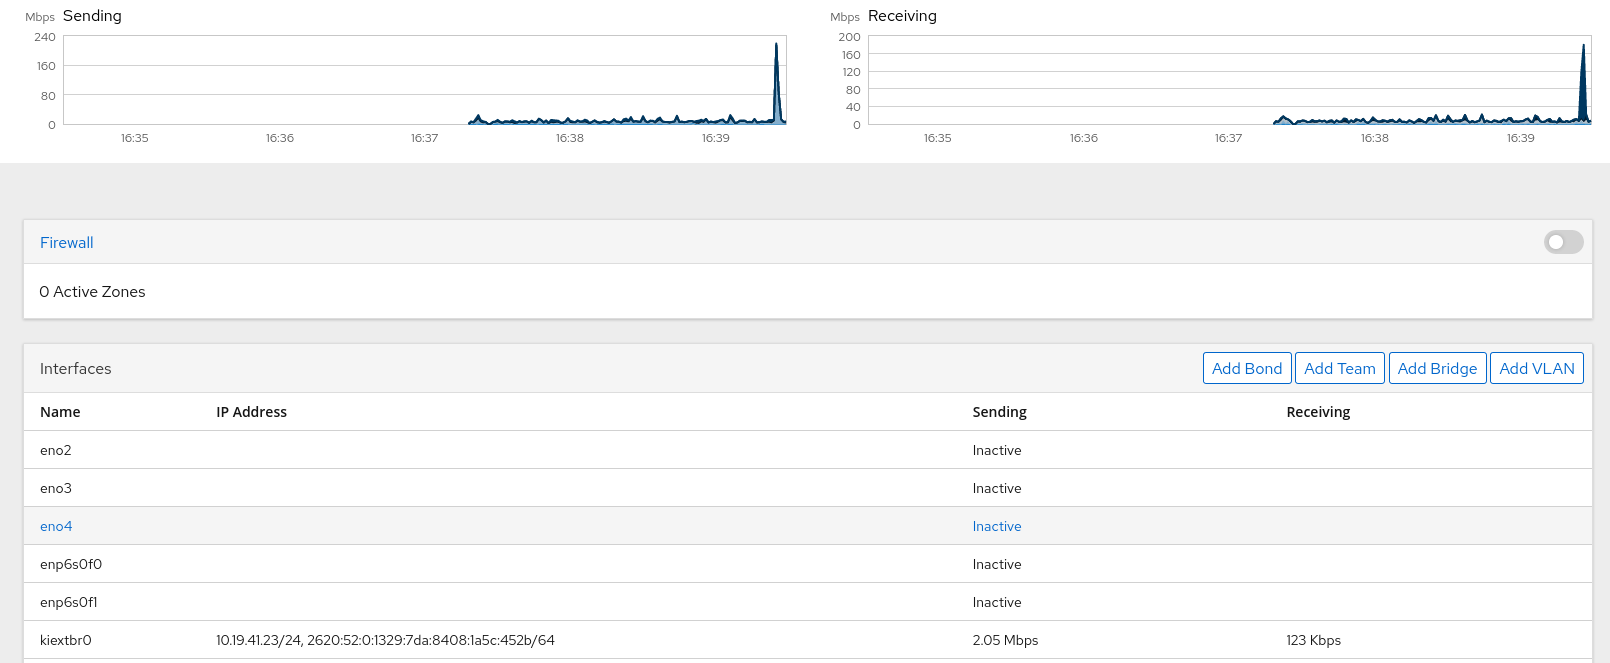 Mbps Sending
240
160
80
0
16:35 16:36 16:37 16:38 16:39
Mbps Receiving
200
160
120
80
40
0
16:35 16:36 16:37 16:38 16:39
Firewall
0 Active Zones
Interfaces Add Bond Add Team Add Bridge Add VLAN
Name IP Address Sending Receiving
eno2 Inactive
eno3 Inactive
eno4 Inactive
enp6s0f0 Inactive
enp6s0f1 Inactive
kiextbr0 10.19.41.23/24, 2620:52:0:1329:7da:8408:1a5c:452b/64 2.05 Mbps 123 Kbps